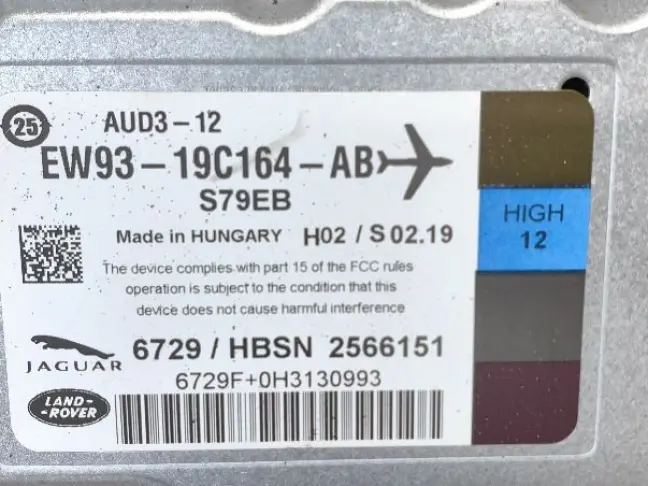 25
AUD3-12
EW93-19C164-AB
S79EB
HIGH
12
Made in HUNGARY H02 / S 02.19
The device complies with part 15 of the FCC rules
operation is subject to the condition that this
device does not cause harmful interference
JAGUAR
6729 / HBSN 2566151
6729F+0H3130993
LAND-
-ROVER